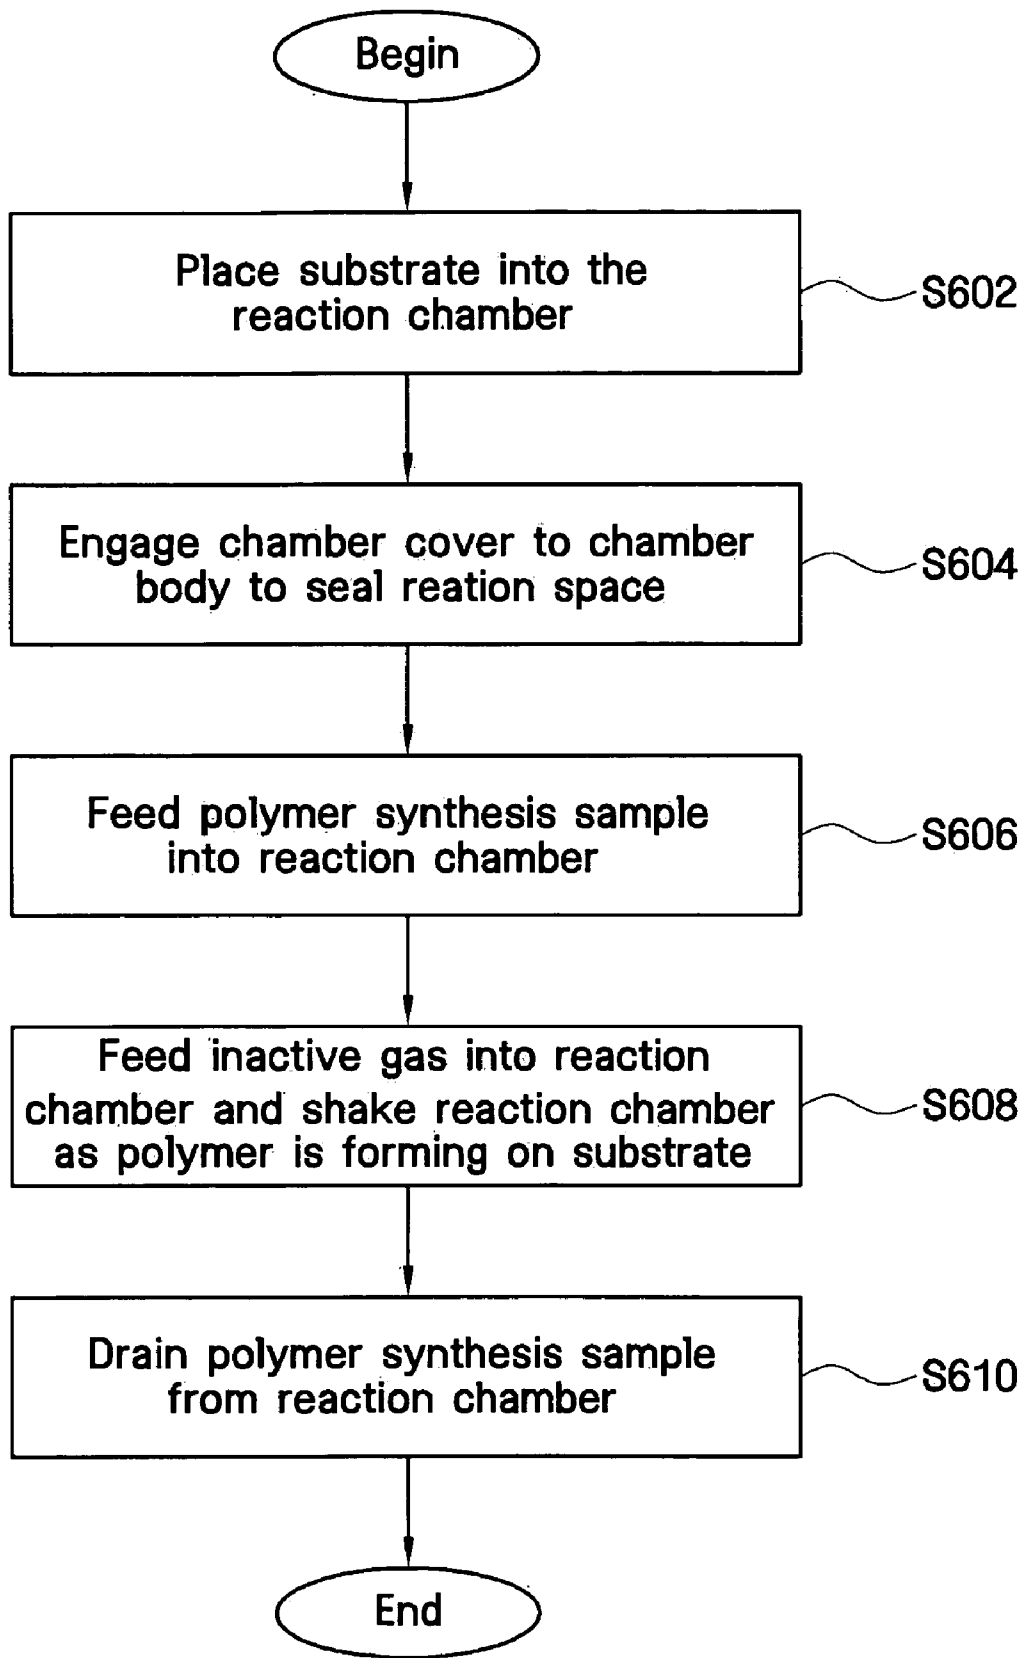 Begin
Place substrate into the
reaction chamber
S602
Engage chamber cover to chamber
body to seal reation space
S604
Feed polymer synthesis sample
into reaction chamber
S606
Feed inactive gas into reaction
chamber and shake reaction chamber
as polymer is forming on substrate
S608
Drain polymer synthesis sample
from reaction chamber
S610
End